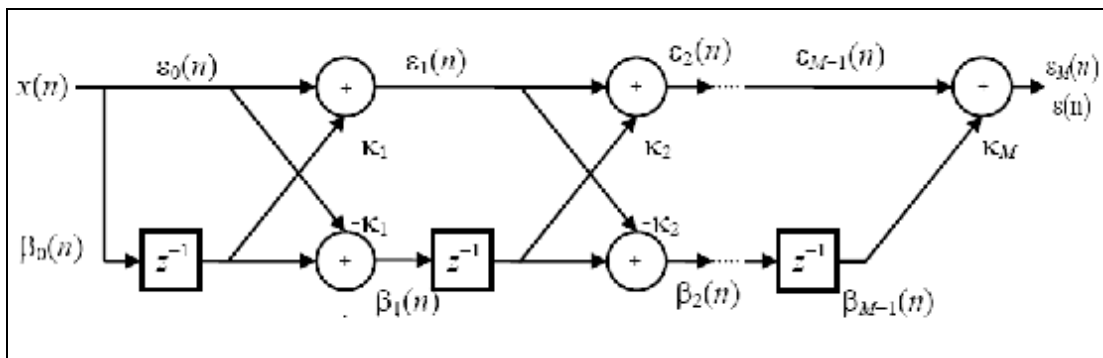 ε₀(n)
ε₁(n)
ε₂(n)
ε_{M−1}(n)
ε_M(n)
x(n)
+
+
+
ε(n)
κ₁
κ₂
κ_M
-κ₁
-κ₂
β₀(n)
z⁻¹
+
z⁻¹
+
z⁻¹
β₁(n)
β₂(n)
β_{M−1}(n)